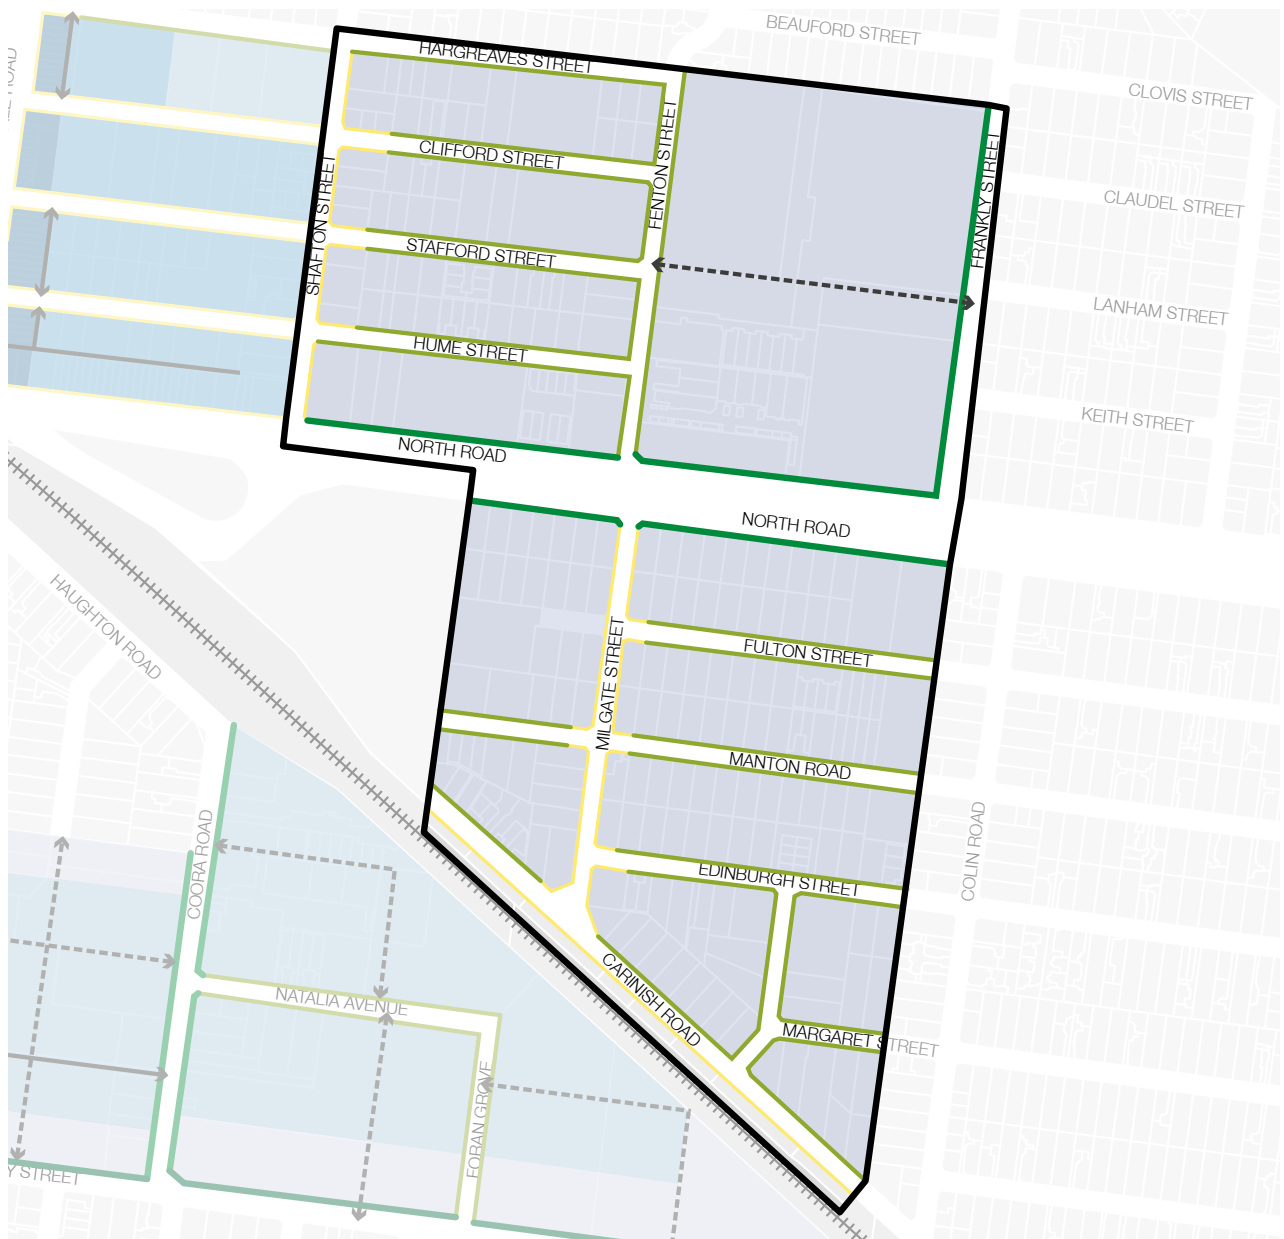 BEAUFORD STREET
HARGREAVES STREET
CLOVIS STREET
FENTON STREET
FRANKLY STREET
CLIFFORD STREET
SHAFTON STREET
CLAUDEL STREET
STAFFORD STREET
LANHAM STREET
HUME STREET
KEITH STREET
NORTH ROAD
NORTH ROAD
HAUGHTON ROAD
MILGATE STREET
FULTON STREET
MANTON ROAD
COORA ROAD
COLIN ROAD
EDINBURGH STREET
CARINISH ROAD
NATALIA AVENUE
MARGARET STREET
FORAN GROVE
Y STREET